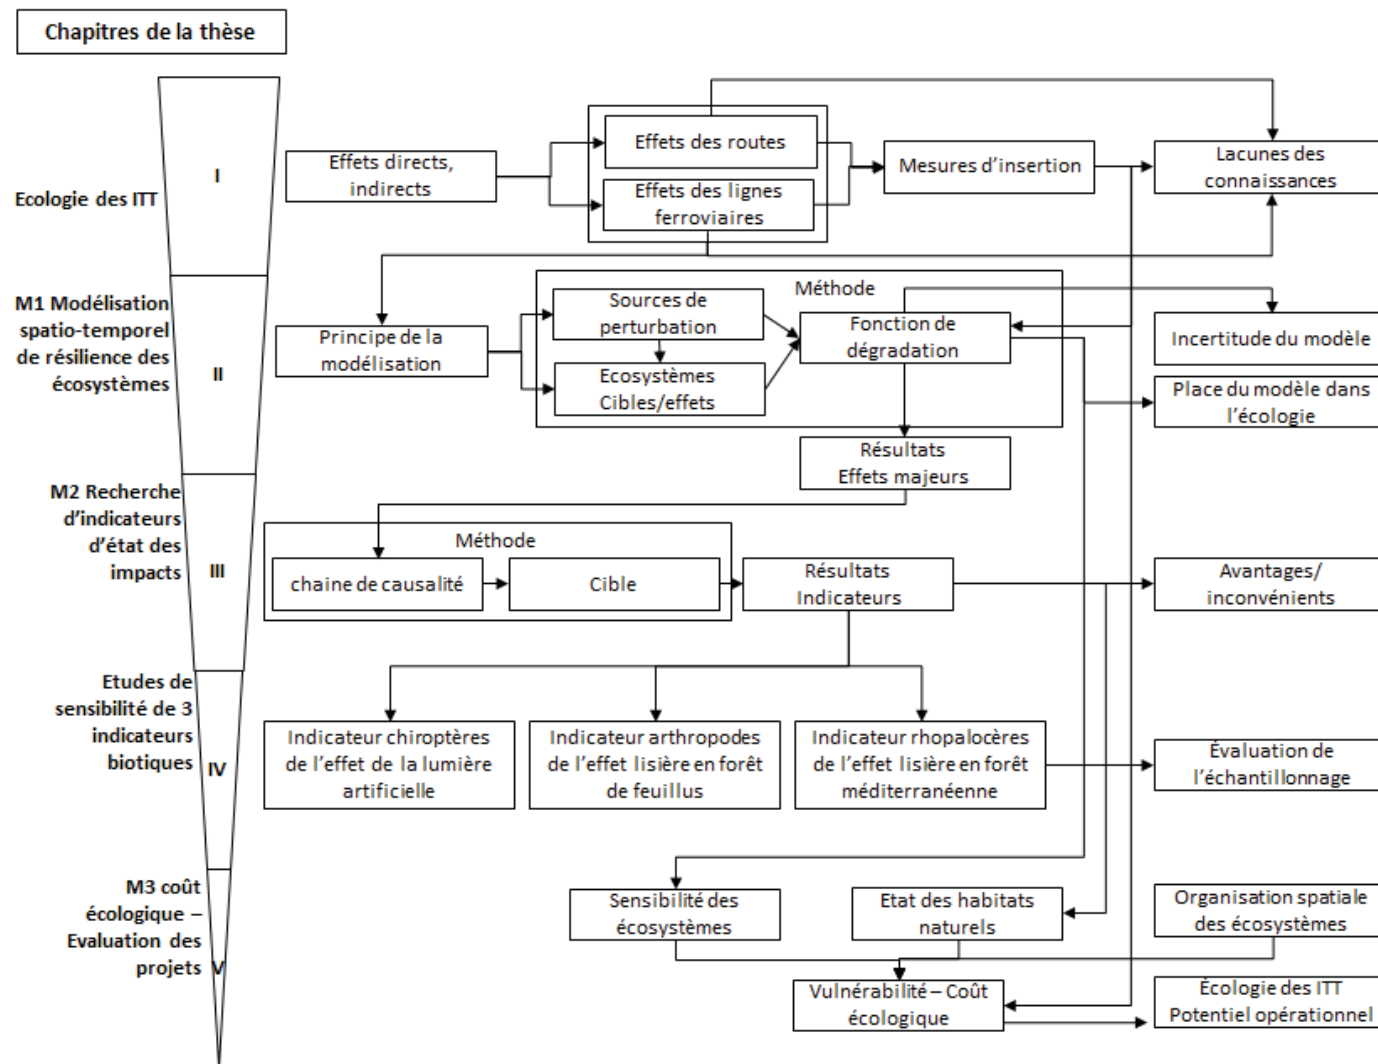 Chapitres de la thèse
Ecologie des ITT
I
Effets directs,
indirects
Effets des routes
Effets des lignes
ferroviaires
Mesures d'insertion
Lacunes des
connaissances
M1 Modélisation
spatio-temporel
de résilience des
écosystèmes
II
Principe de la
modélisation
Méthode
Sources de
perturbation
Ecosystèmes
Cibles/effets
Fonction de
dégradation
Incertitude du modèle
Place du modèle dans
l'écologie
Résultats
Effets majeurs
M2 Recherche
d'indicateurs
d'état des
impacts
III
Méthode
chaine de causalité
Cible
Résultats
Indicateurs
Avantages/
inconvénients
Etudes de
sensibilité de 3
indicateurs
biotiques
IV
Indicateur chiroptères
de l'effet de la lumière
artificielle
Indicateur arthropodes
de l'effet lisière en forêt
de feuillus
Indicateur rhopalocères
de l'effet lisière en forêt
méditerranéenne
Évaluation de
l'échantillonnage
M3 coût
écologique –
Evaluation des
projets
V
Sensibilité des
écosystèmes
Etat des habitats
naturels
Organisation spatiale
des écosystèmes
Vulnérabilité – Coût
écologique
Écologie des ITT
Potentiel opérationnel